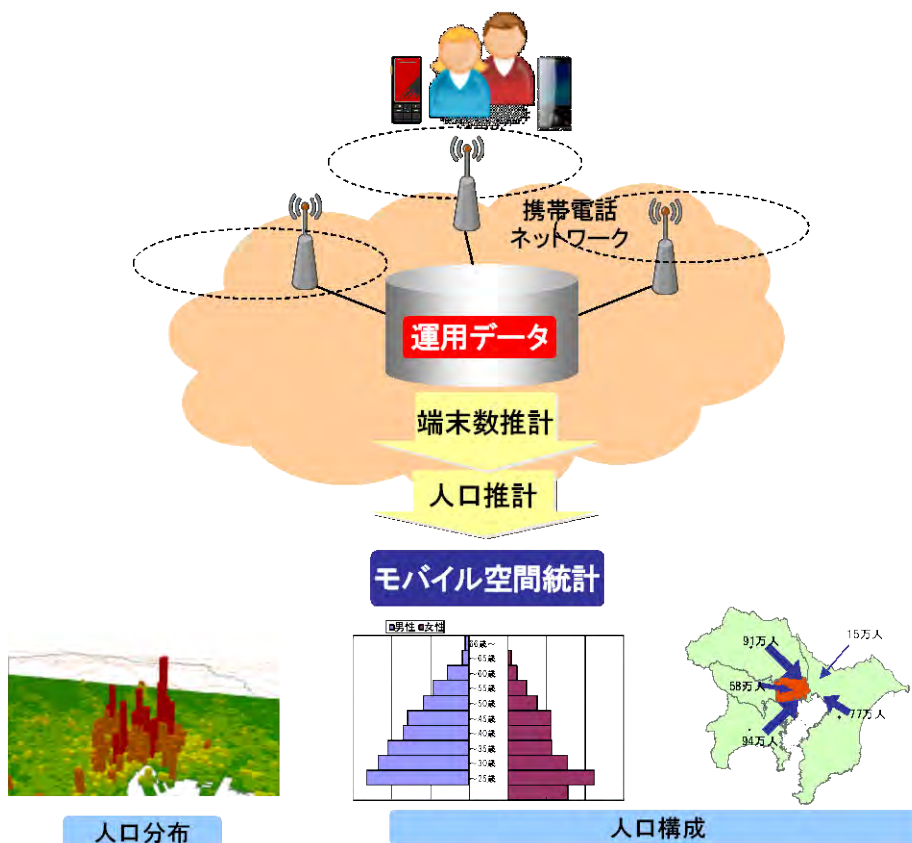 携帯電話
ネットワーク
運用データ
端末数推計
人口推計
モバイル空間統計
男性 女性
66歳～
～65歳
～60歳
～55歳
～50歳
～45歳
～40歳
～35歳
～30歳
～25歳
91万人
15万人
58万人
77万人
94万人
人口分布
人口構成